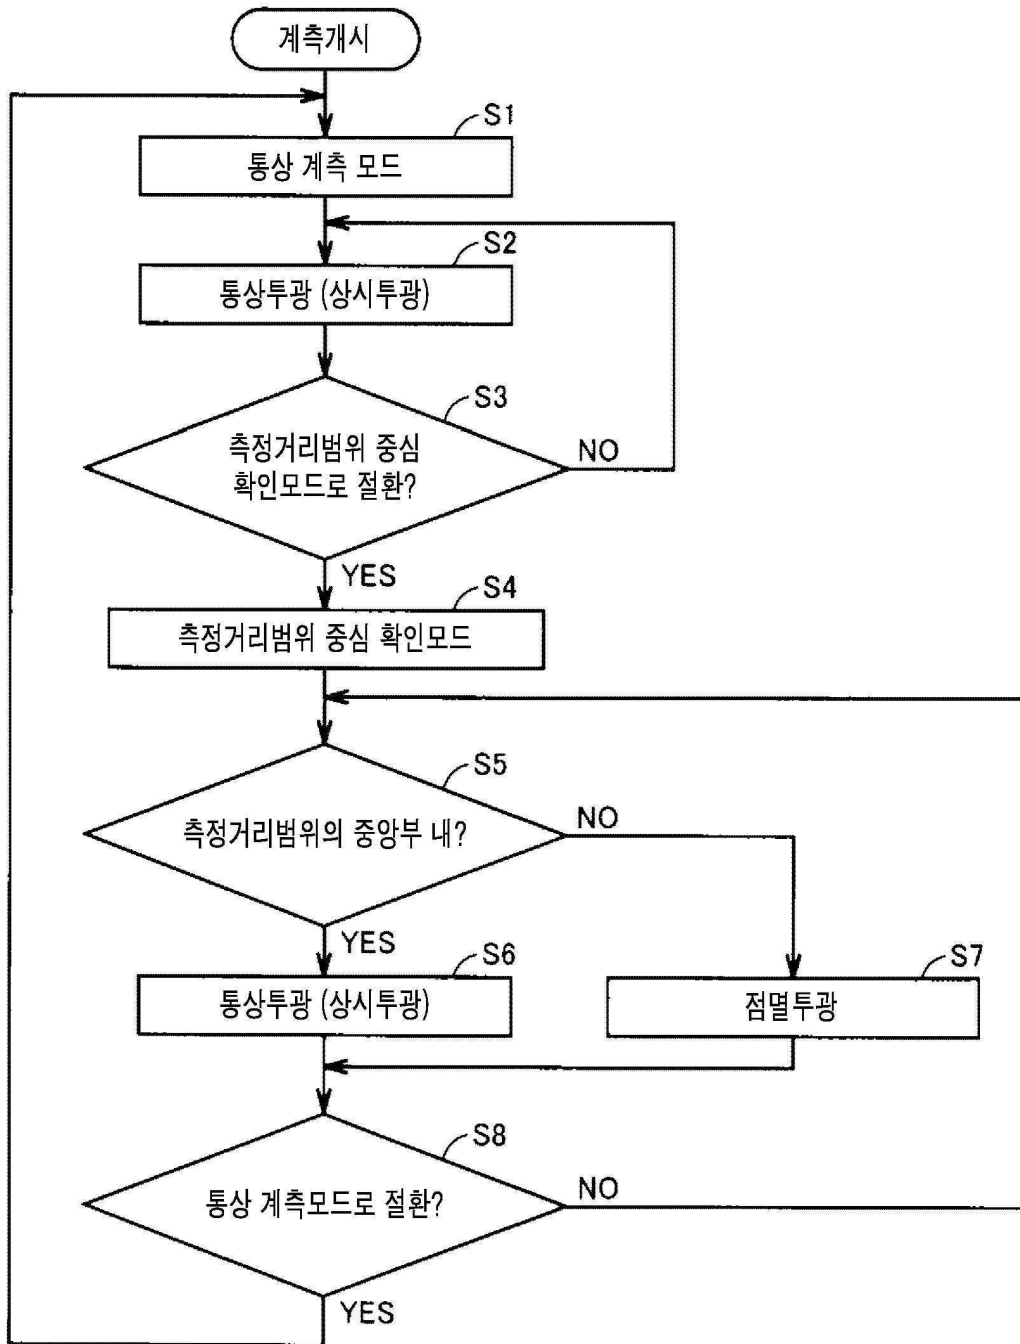 계측개시
S1
통상 계측 모드
S2
통상투광 (상시투광)
S3
측정거리범위 중심
확인모드로 절환?
NO
YES
S4
측정거리범위 중심 확인모드
S5
측정거리범위의 중앙부 내?
NO
YES
S6
통상투광 (상시투광)
S7
점멸투광
S8
통상 계측모드로 절환?
NO
YES